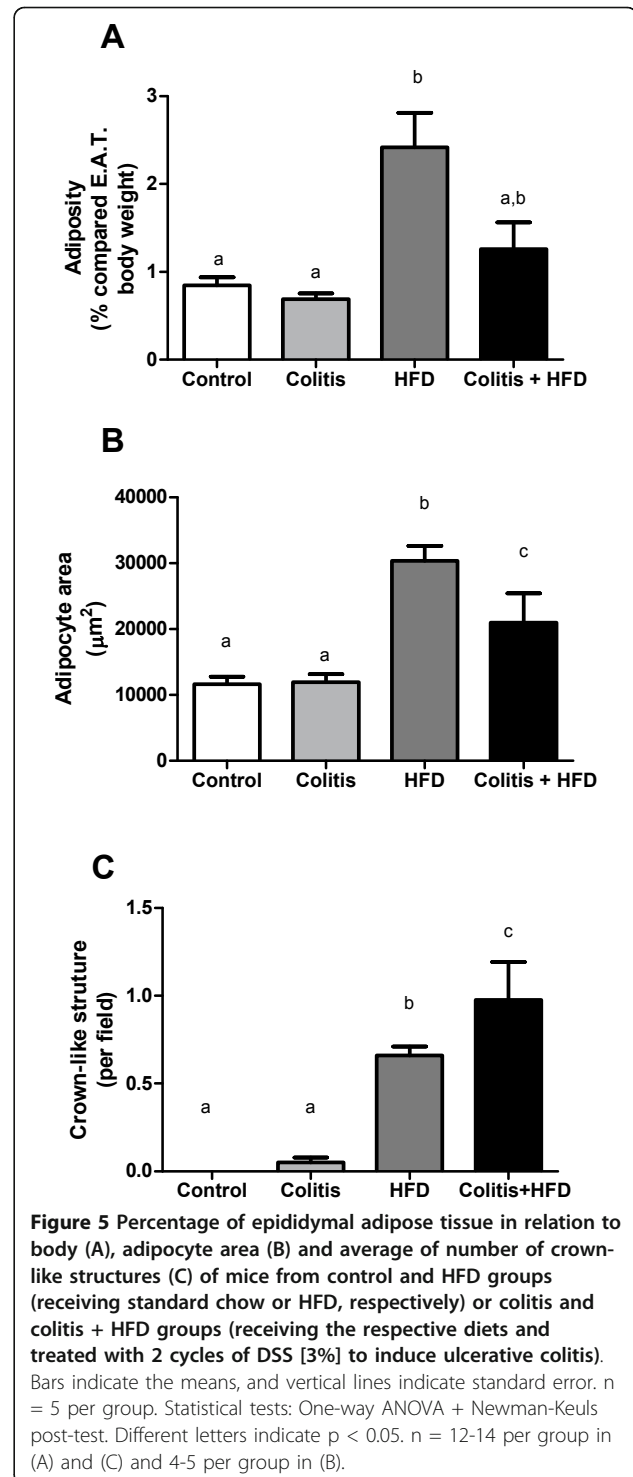 A
Adiposity
(% compared E.A.T.
body weight)
3
2
1
0
a
a
b
a,b
Control Colitis HFD Colitis + HFD
B
Adipocyte area
(µm²)
40000
30000
20000
10000
0
a
a
b
c
Control Colitis HFD Colitis + HFD
C
Crown-like struture
(per field)
1.5
1.0
0.5
0.0
a
a
b
c
Control Colitis HFD Colitis+HFD
Figure 5 Percentage of epididymal adipose tissue in relation to
body (A), adipocyte area (B) and average of number of crown-
like structures (C) of mice from control and HFD groups
(receiving standard chow or HFD, respectively) or colitis and
colitis + HFD groups (receiving the respective diets and
treated with 2 cycles of DSS [3%] to induce ulcerative colitis).
Bars indicate the means, and vertical lines indicate standard error. n
= 5 per group. Statistical tests: One-way ANOVA + Newman-Keuls
post-test. Different letters indicate p < 0.05. n = 12-14 per group in
(A) and (C) and 4-5 per group in (B).